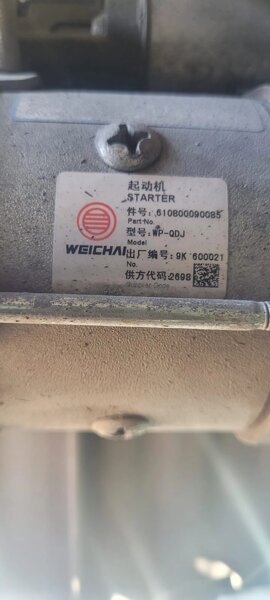 起动机
STARTER
件号:610800090085
Part No.
型号:WP-QDJ
Model
WEICHAI
出厂编号:9K 600021
No.
供方代码:2698
Supplier Code